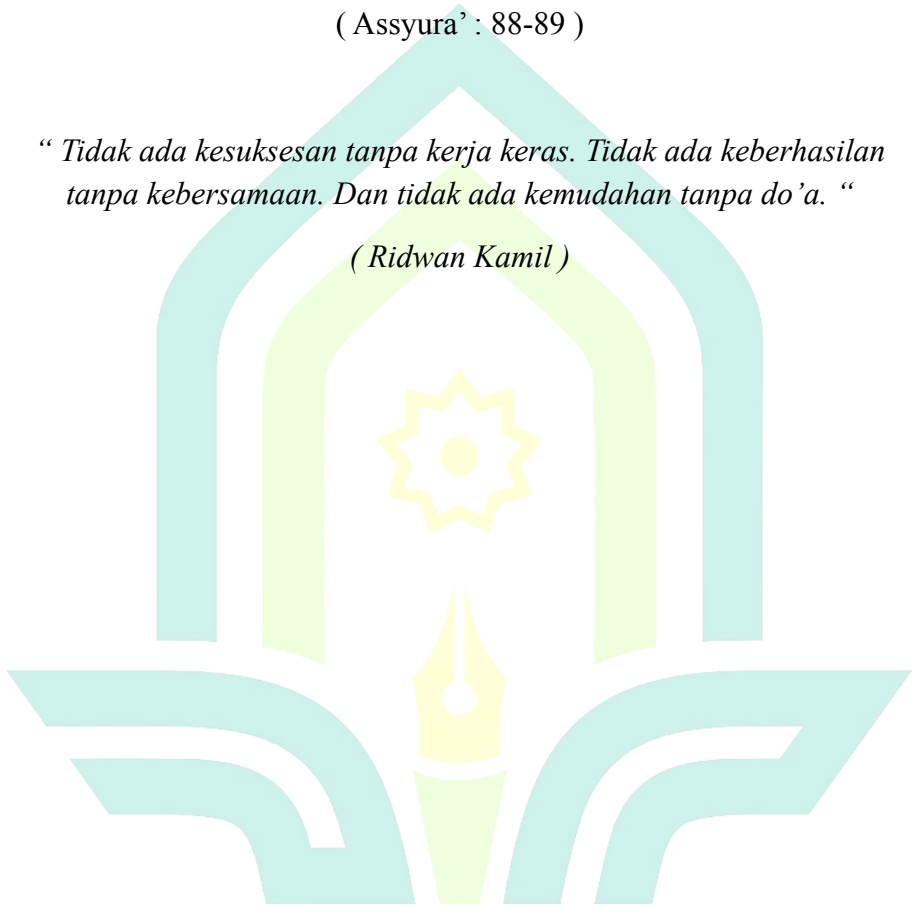 ( Assyura’ : 88-89 )
“ Tidak ada kesuksesan tanpa kerja keras. Tidak ada keberhasilan
tanpa kebersamaan. Dan tidak ada kemudahan tanpa do’a. “
( Ridwan Kamil )